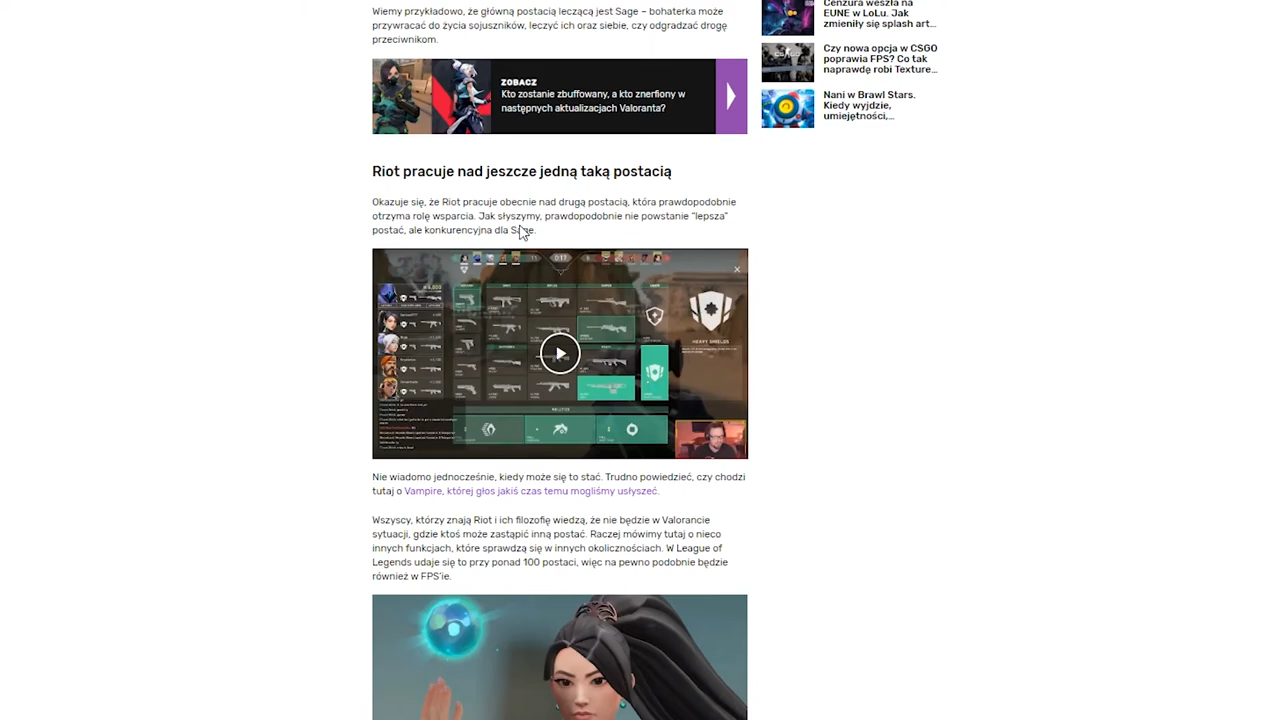 Wiemy przykładowo, że główną postacią leczącą jest Sage – bohaterka może
przywracać do życia sojuszników, leczyć ich oraz siebie, czy odgradzać drogę
przeciwnikom.
ZOBACZ
Kto zostanie zbuffowany, a kto znerfiony w
następnych aktualizacjach Valoranta?
Riot pracuje nad jeszcze jedną taką postacią
Okazuje się, że Riot pracuje obecnie nad drugą postacią, która prawdopodobnie
otrzyma rolę wsparcia. Jak słyszymy, prawdopodobnie nie powstanie "lepsza"
postać, ale konkurencyjna dla Sage.
11
0:17
HEAVY SHIELDS
Nie wiadomo jednocześnie, kiedy może się to stać. Trudno powiedzieć, czy chodzi
tutaj o Vampire, której głos jakiś czas temu mogliśmy usłyszeć.
Wszyscy, którzy znają Riot i ich filozofię wiedzą, że nie będzie w Valorancie
sytuacji, gdzie ktoś może zastąpić inną postać. Raczej mówimy tutaj o nieco
innych funkcjach, które sprawdzą się w innych okolicznościach. W League of
Legends udaje się to przy ponad 100 postaci, więc na pewno podobnie będzie
również w FPS'ie.
Cenzura weszła na
EUNE w LoLu. Jak
zmieniły się splash art...
Czy nowa opcja w CSGO
poprawia FPS? Co tak
naprawdę robi Texture...
Nani w Brawl Stars.
Kiedy wyjdzie,
umiejętności,...